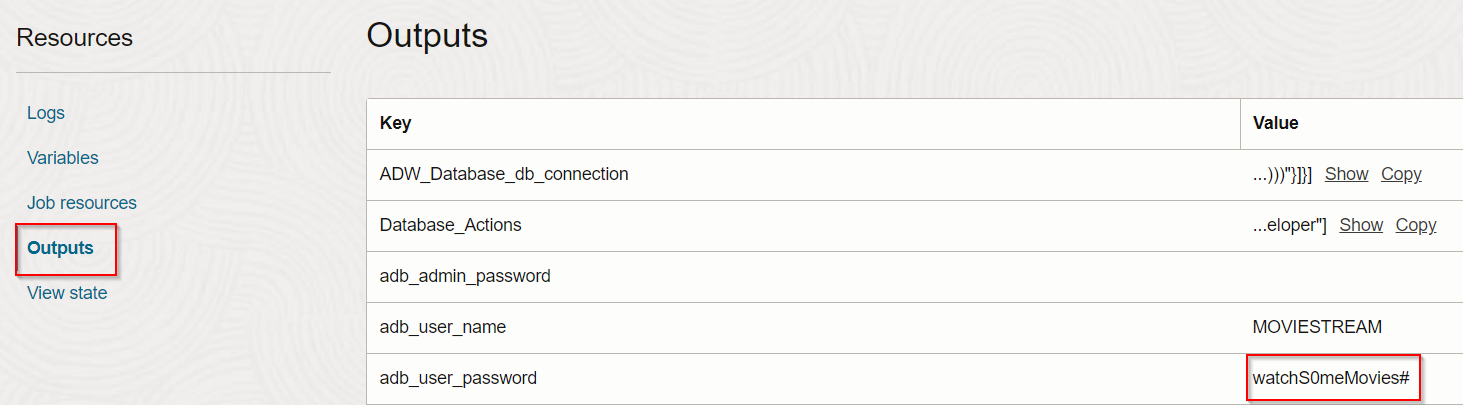 Resources
Logs
Variables
Job resources
Outputs
View state
Outputs
Key Value
ADW_Database_db_connection ...)))"}]}] Show Copy
Database_Actions ...eloper"] Show Copy
adb_admin_password
adb_user_name MOVIESTREAM
adb_user_password watchS0meMovies#